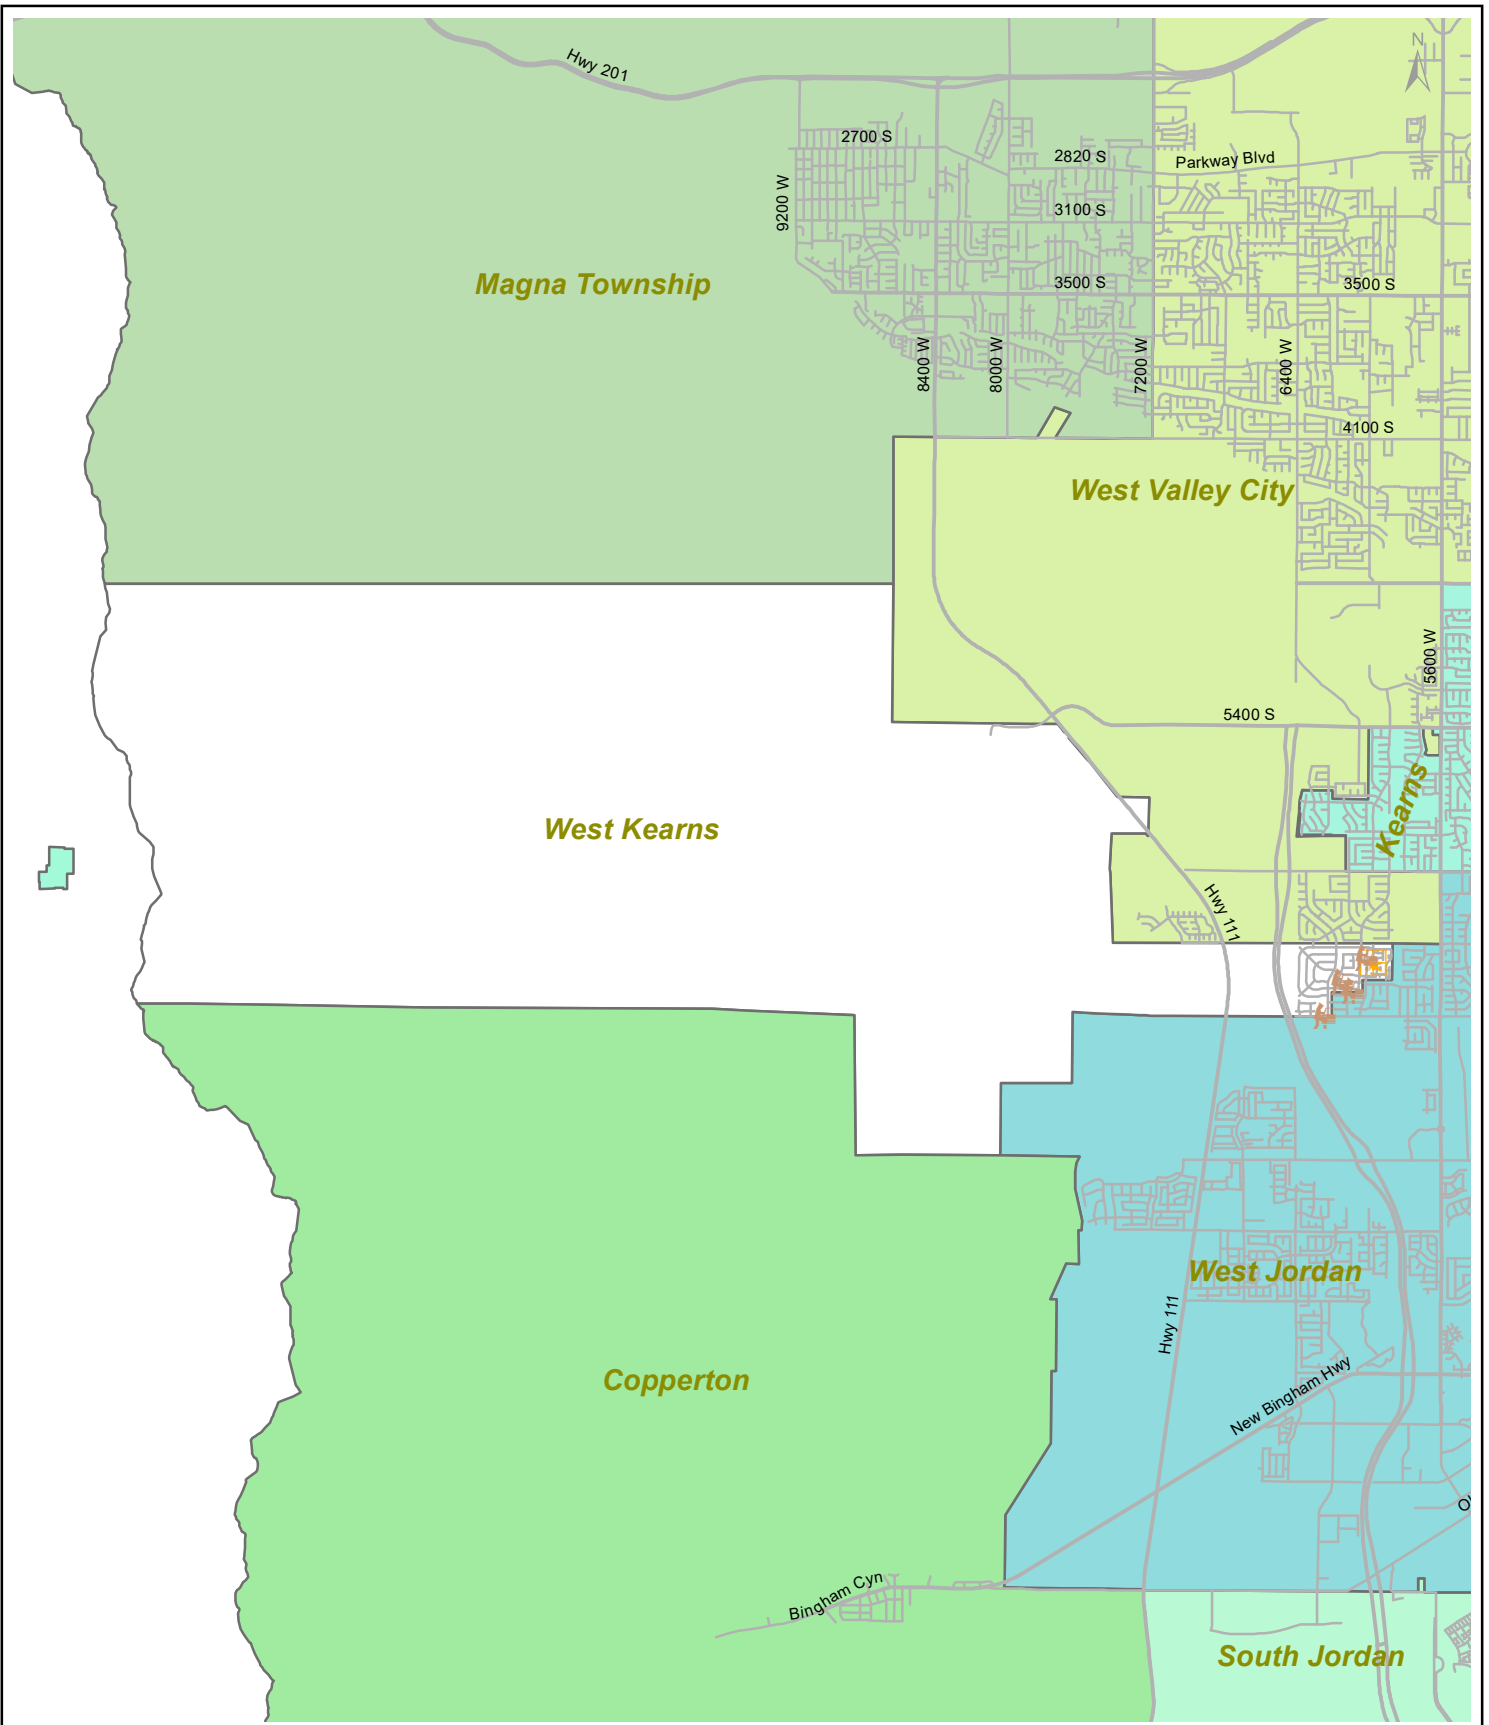 N
Hwy 201
2700 S
2820 S
Parkway Blvd
9200 W
3100 S
Magna Township
3500 S
3500 S
8400 W
8000 W
7200 W
6400 W
4100 S
West Valley City
5600 W
5400 S
Kearns
West Kearns
Hwy 111
West Jordan
Hwy 111
Copperton
New Bingham Hwy
Bingham Cyn
South Jordan